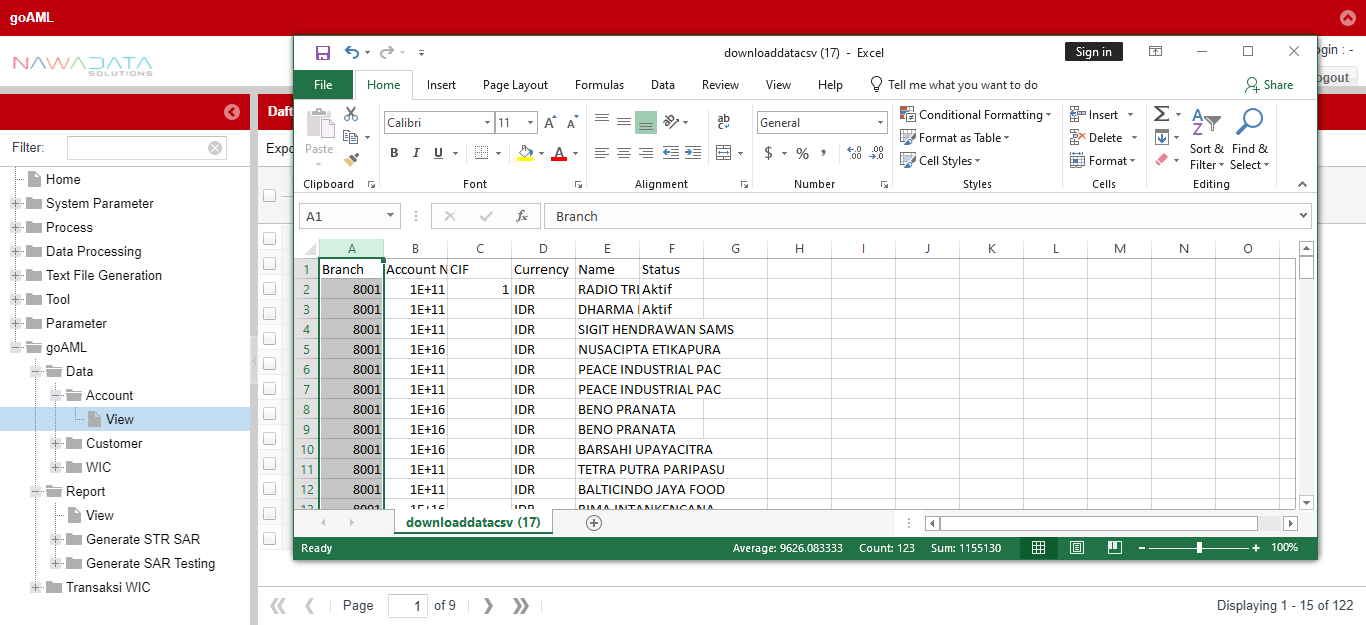 goAML
NAWADATA
SOLUTIONS
ogin : -
ogout
Daft
Expo
Filter:
Home
System Parameter
Process
Data Processing
Text File Generation
Tool
Parameter
goAML
Data
Account
View
Customer
WIC
Report
View
Generate STR SAR
Generate SAR Testing
Transaksi WIC
downloaddatacsv (17) - Excel
Sign in
File Home Insert Page Layout Formulas Data Review View Help Tell me what you want to do Share
Paste
Clipboard
Calibri 11
B I U
Font
Alignment
General
$ % ,
Number
Conditional Formatting
Format as Table
Cell Styles
Styles
Insert
Delete
Format
Cells
Sort & Filter
Find & Select
Editing
A1 fx Branch
A B C D E F G H I J K L M N O
1 Branch Account N CIF Currency Name Status
2 8001 1E+11 1 IDR RADIO TRI Aktif
3 8001 1E+11 IDR DHARMA Aktif
4 8001 1E+11 IDR SIGIT HENDRAWAN SAMS
5 8001 1E+16 IDR NUSACIPTA ETIKAPURA
6 8001 1E+11 IDR PEACE INDUSTRIAL PAC
7 8001 1E+11 IDR PEACE INDUSTRIAL PAC
8 8001 1E+16 IDR BENO PRANATA
9 8001 1E+16 IDR BENO PRANATA
10 8001 1E+16 IDR BARSAHI UPAYACITRA
11 8001 1E+11 IDR TETRA PUTRA PARIPASU
12 8001 1E+11 IDR BALTICINDO JAYA FOOD
13 8001 1E+16 IDR BIMA INTANKENCANA
downloaddatacsv (17)
Ready Average: 9626.083333 Count: 123 Sum: 1155130 100%
Page 1 of 9
Displaying 1 - 15 of 122